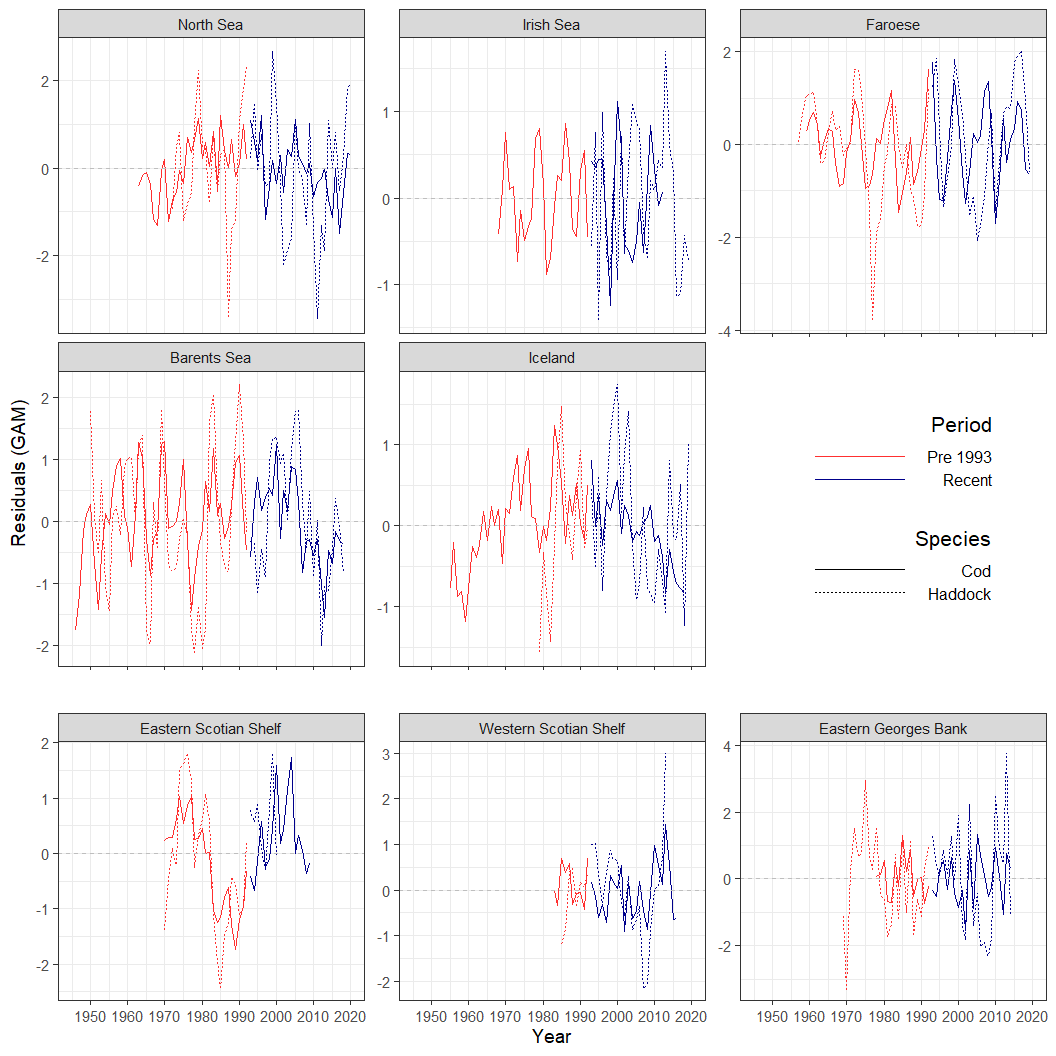 North Sea
Irish Sea
Faroese
2
0
-2
1
0
-1
2
0
-2
-4
Barents Sea
Iceland
2
1
0
-1
-2
1
0
-1
Residuals (GAM)
Period
Pre 1993
Recent
Species
Cod
Haddock
Eastern Scotian Shelf
Western Scotian Shelf
Eastern Georges Bank
2
1
0
-1
-2
3
2
1
0
-1
-2
4
2
0
-2
1950 1960 1970 1980 1990 2000 2010 2020
1950 1960 1970 1980 1990 2000 2010 2020
1950 1960 1970 1980 1990 2000 2010 2020
Year